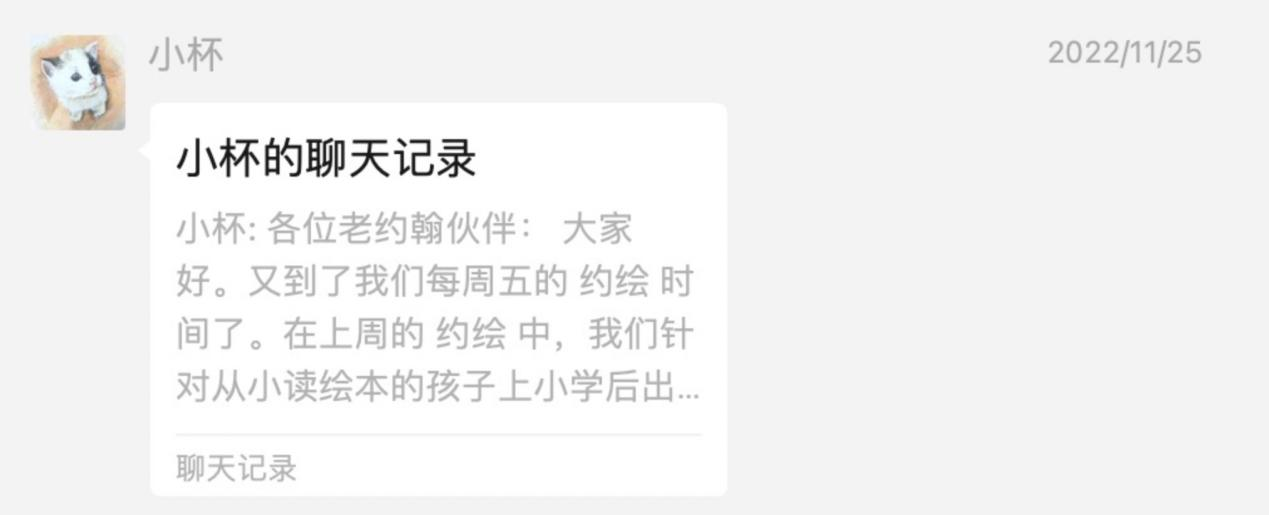 小杯
2022/11/25
小杯的聊天记录
小杯: 各位老约翰伙伴： 大家
好。又到了我们每周五的 约绘 时
间了。在上周的 约绘 中，我们针
对从小读绘本的孩子上小学后出...
聊天记录